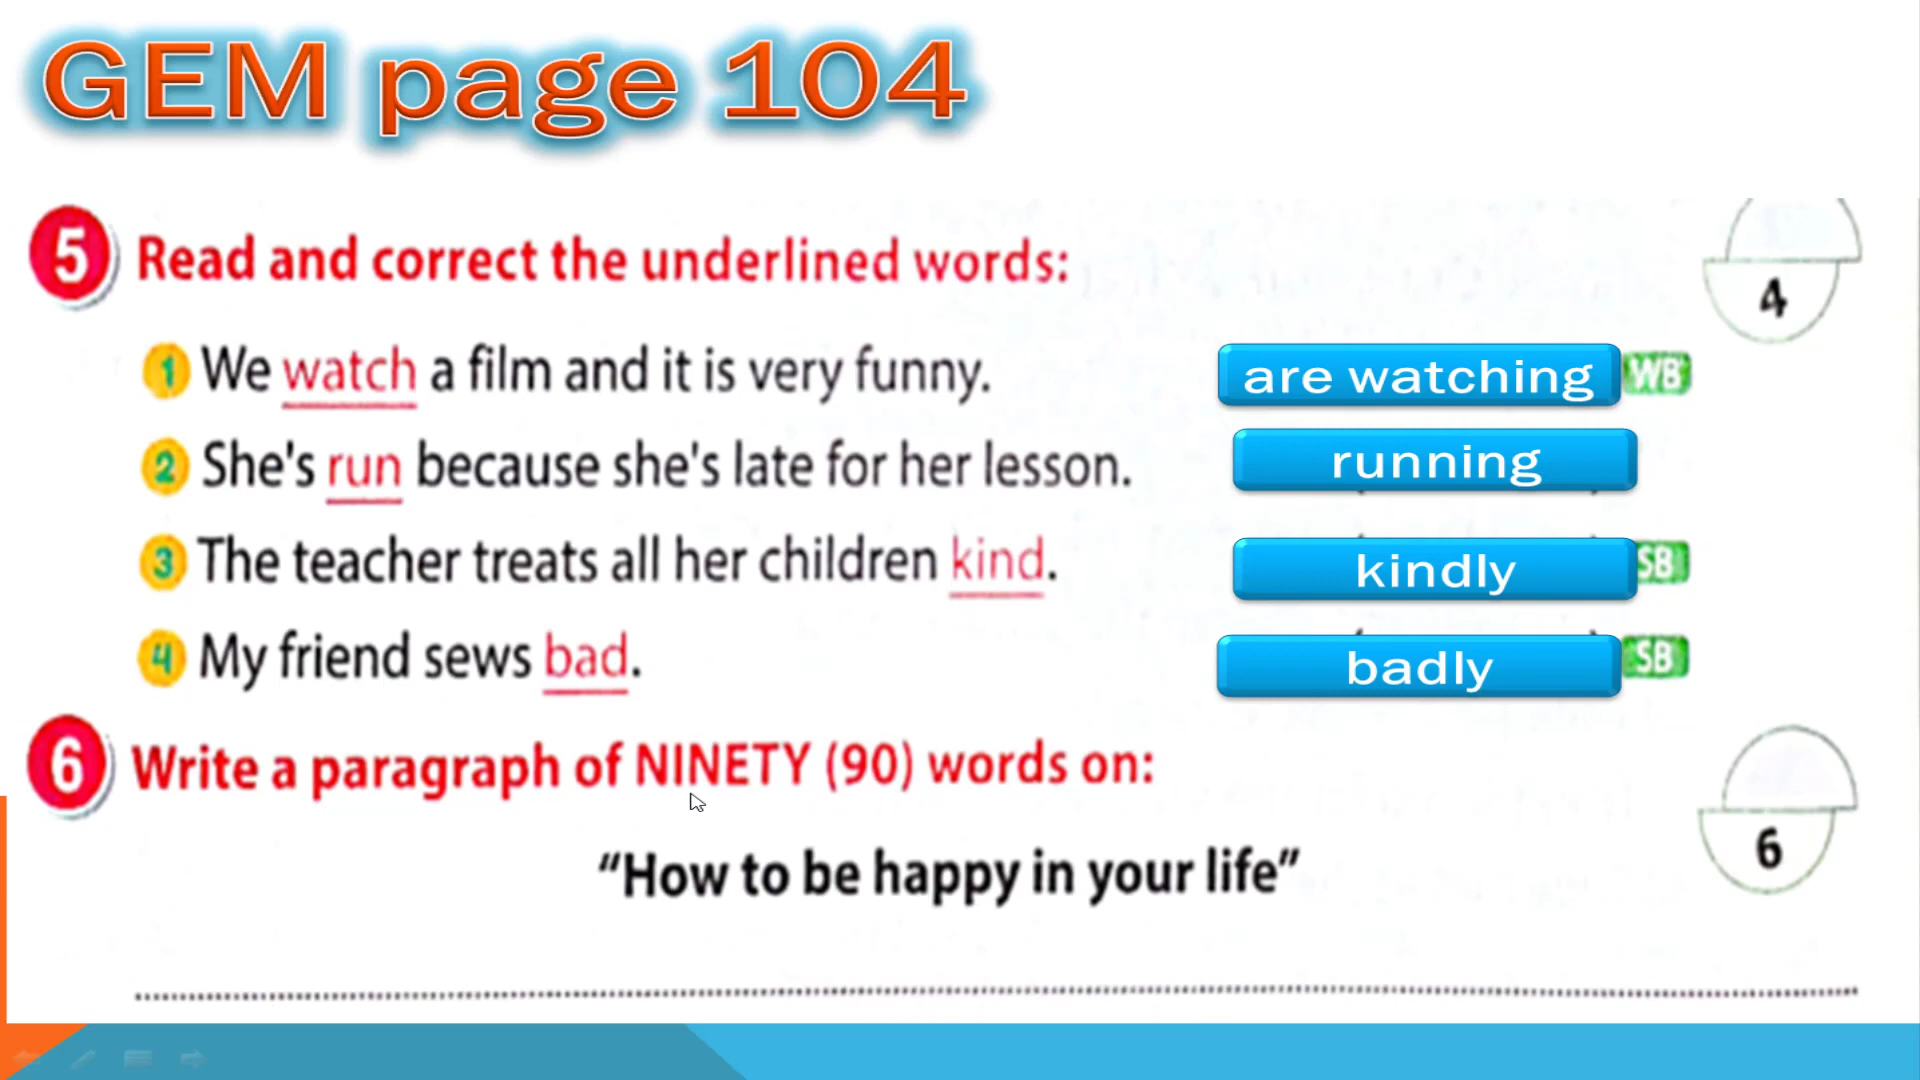 GEM page 104
5 Read and correct the underlined words:
4
1 We watch a film and it is very funny. are watching WB
2 She's run because she's late for her lesson. running
3 The teacher treats all her children kind. kindly SB
4 My friend sews bad. badly SB
6 Write a paragraph of NINETY (90) words on:
6
“How to be happy in your life”